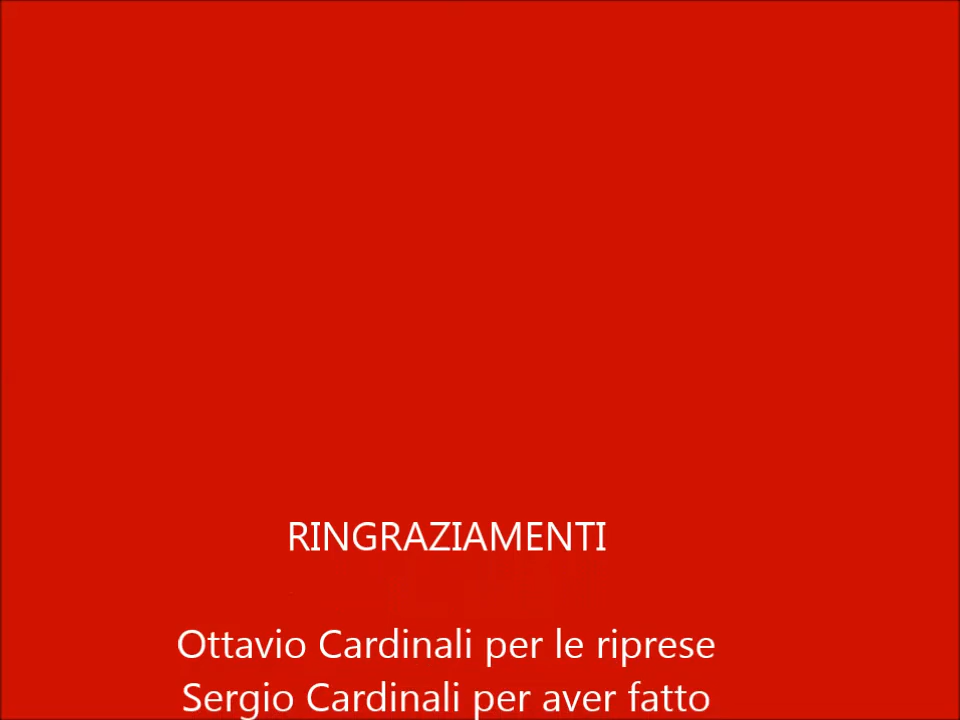 RINGRAZIAMENTI
Ottavio Cardinali per le riprese
Sergio Cardinali per aver fatto